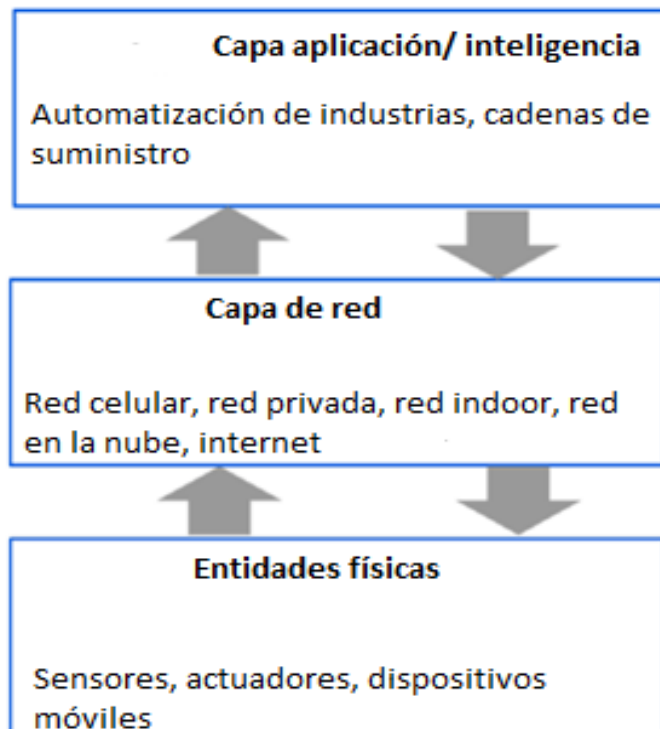 Capa aplicación/ inteligencia
Automatización de industrias, cadenas de
suministro
Capa de red
Red celular, red privada, red indoor, red
en la nube, internet
Entidades físicas
Sensores, actuadores, dispositivos
móviles